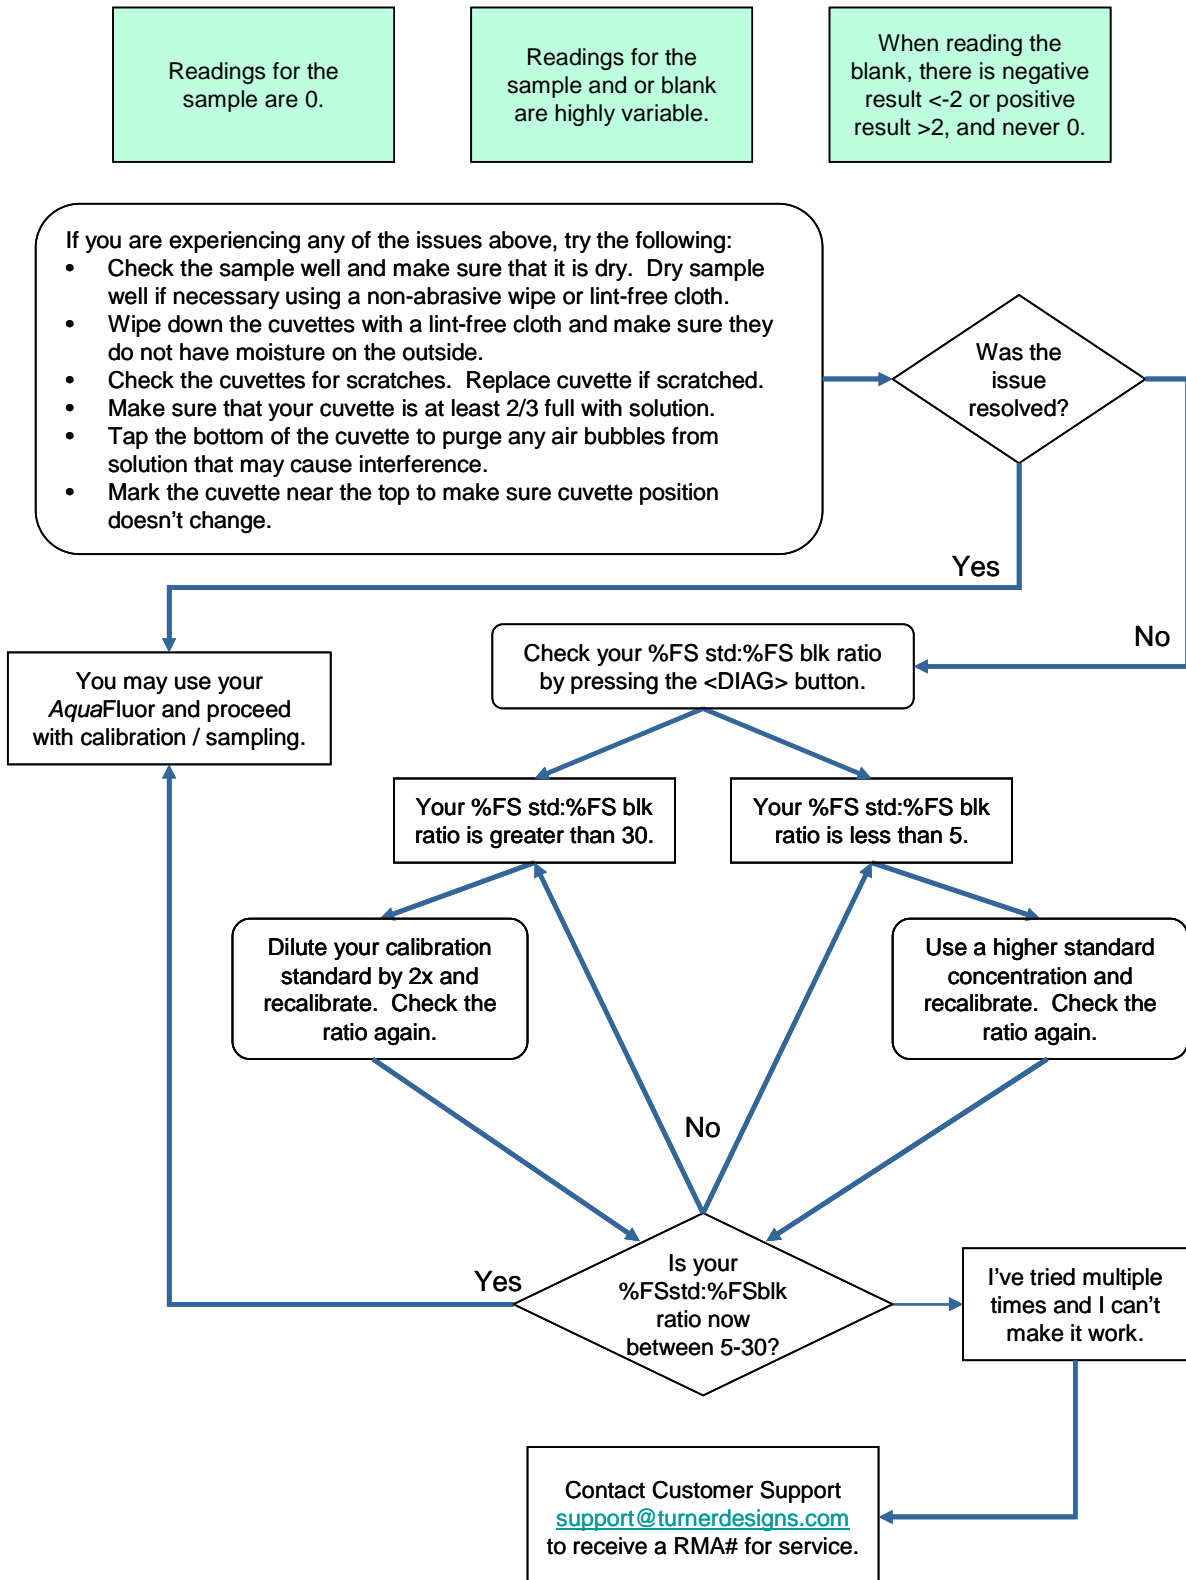 Readings for the
sample are 0.
Readings for the
sample and or blank
are highly variable.
When reading the
blank, there is negative
result <-2 or positive
result >2, and never 0.
If you are experiencing any of the issues above, try the following:
• Check the sample well and make sure that it is dry. Dry sample
well if necessary using a non-abrasive wipe or lint-free cloth.
• Wipe down the cuvettes with a lint-free cloth and make sure they
do not have moisture on the outside.
• Check the cuvettes for scratches. Replace cuvette if scratched.
• Make sure that your cuvette is at least 2/3 full with solution.
• Tap the bottom of the cuvette to purge any air bubbles from
solution that may cause interference.
• Mark the cuvette near the top to make sure cuvette position
doesn't change.
Was the
issue
resolved?
Yes
No
You may use your
AquaFluor and proceed
with calibration / sampling.
Check your %FS std:%FS blk ratio
by pressing the <DIAG> button.
Your %FS std:%FS blk
ratio is greater than 30.
Your %FS std:%FS blk
ratio is less than 5.
Dilute your calibration
standard by 2x and
recalibrate. Check the
ratio again.
Use a higher standard
concentration and
recalibrate. Check the
ratio again.
No
Yes
Is your
%FSstd:%FSblk
ratio now
between 5-30?
I've tried multiple
times and I can't
make it work.
Contact Customer Support
support@turnerdesigns.com
to receive a RMA# for service.